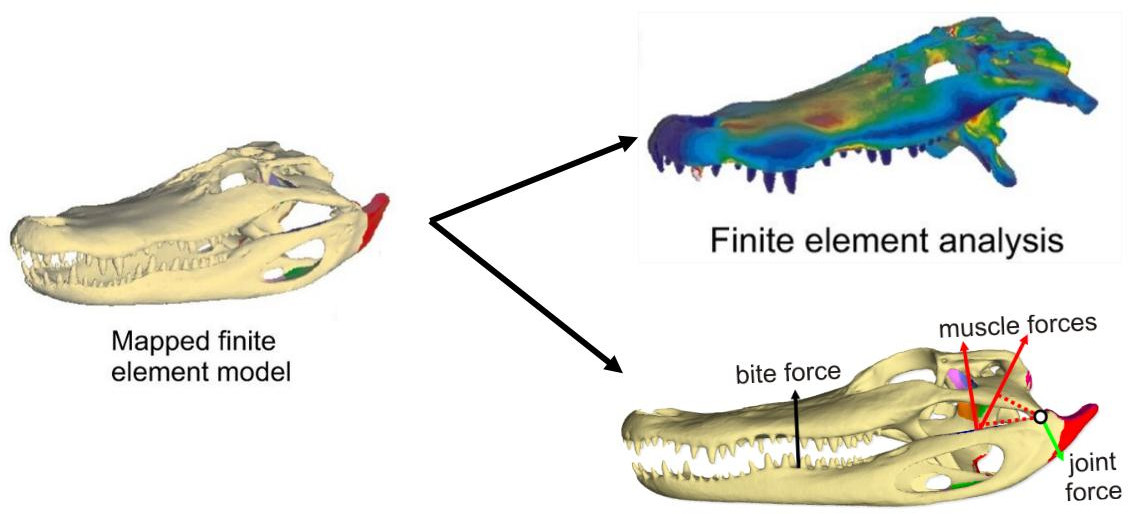 Mapped finite
element model
Finite element analysis
muscle forces
bite force
joint
force